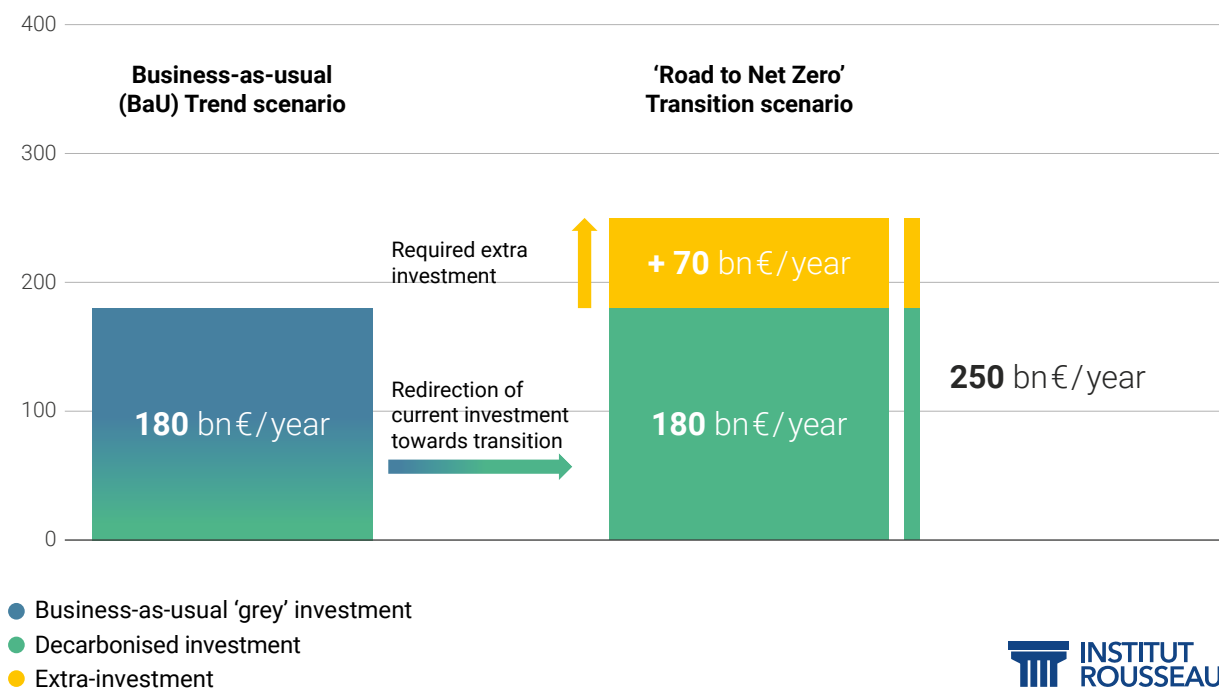 400
Business-as-usual
(BaU) Trend scenario
‘Road to Net Zero’
Transition scenario
300
Required extra
investment
+ 70 bn€/year
200
250 bn€/year
Redirection of
current investment
towards transition
100
180 bn€/year
180 bn€/year
0
Business-as-usual ‘grey’ investment
Decarbonised investment
Extra-investment
INSTITUT
ROUSSEAU